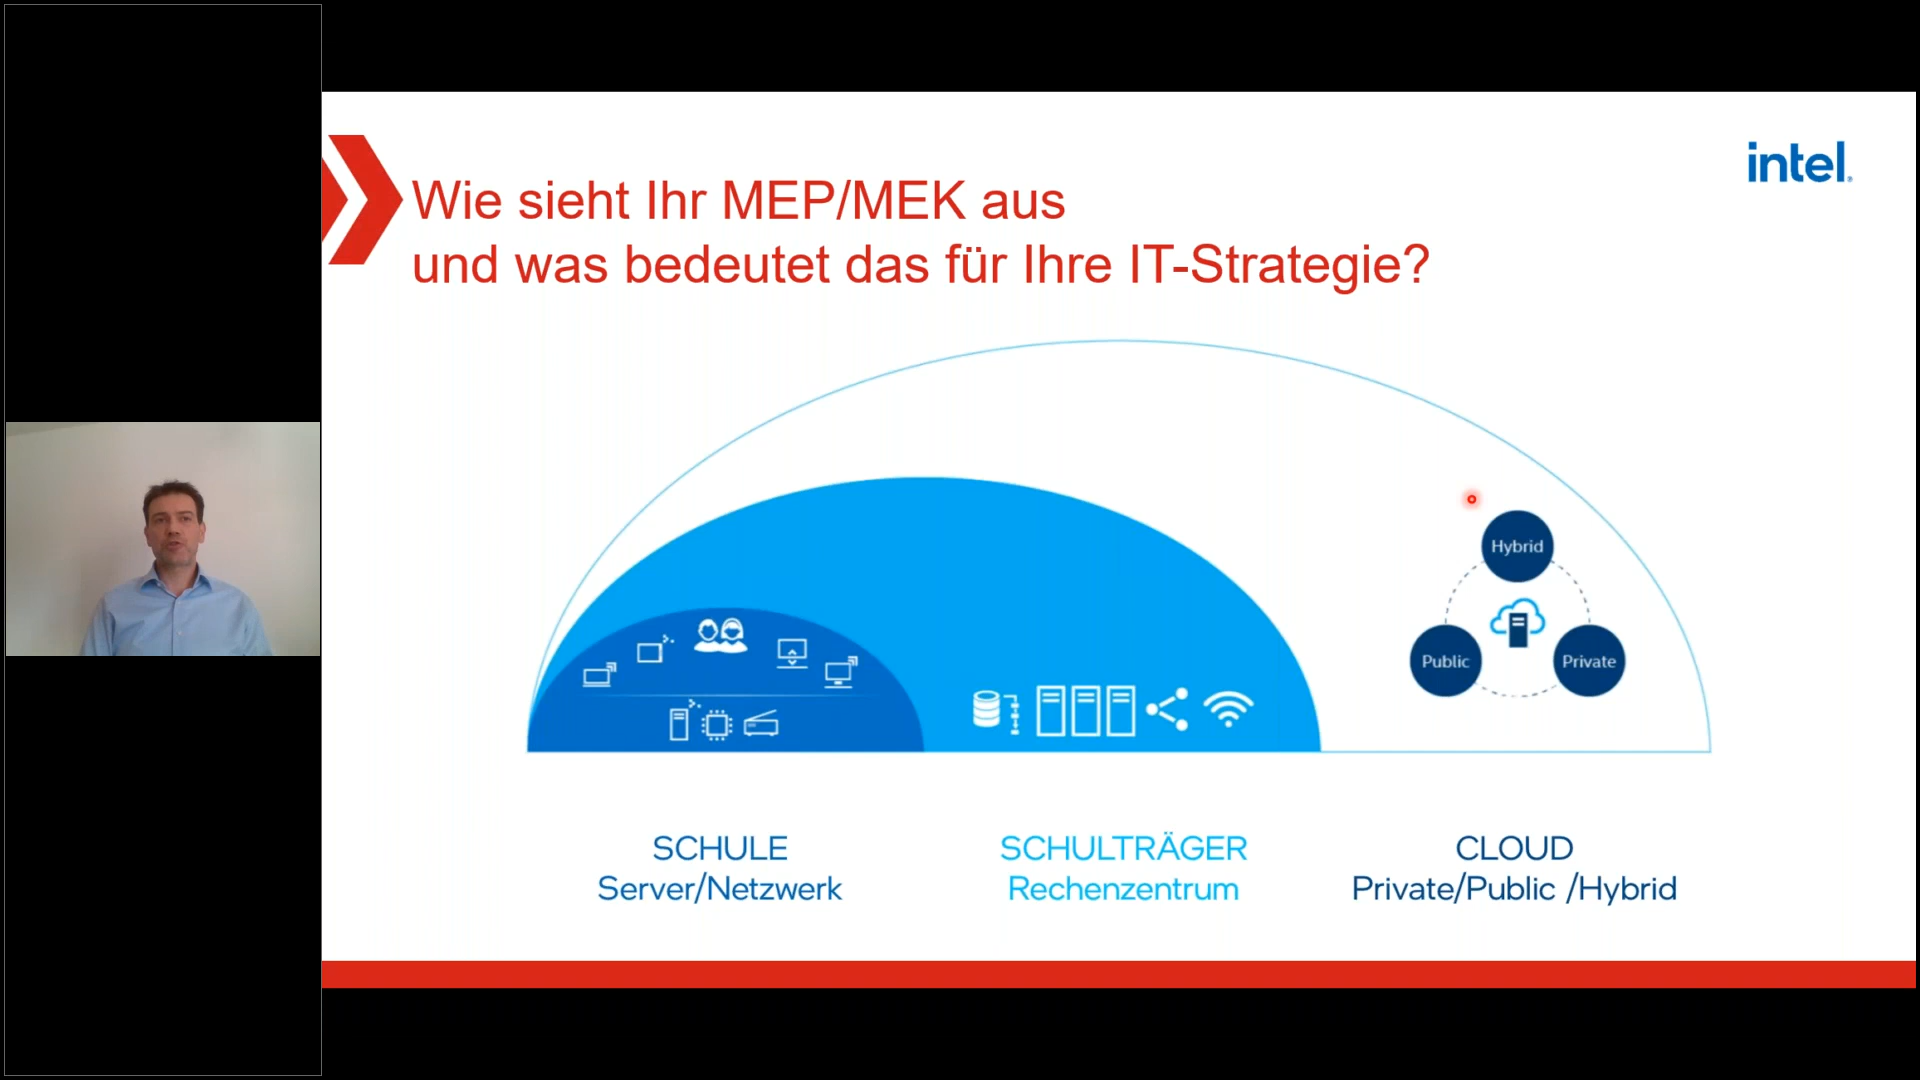 intel.
Wie sieht Ihr MEP/MEK aus
und was bedeutet das für Ihre IT-Strategie?
Hybrid
Public
Private
SCHULE
Server/Netzwerk
SCHULTRÄGER
Rechenzentrum
CLOUD
Private/Public /Hybrid